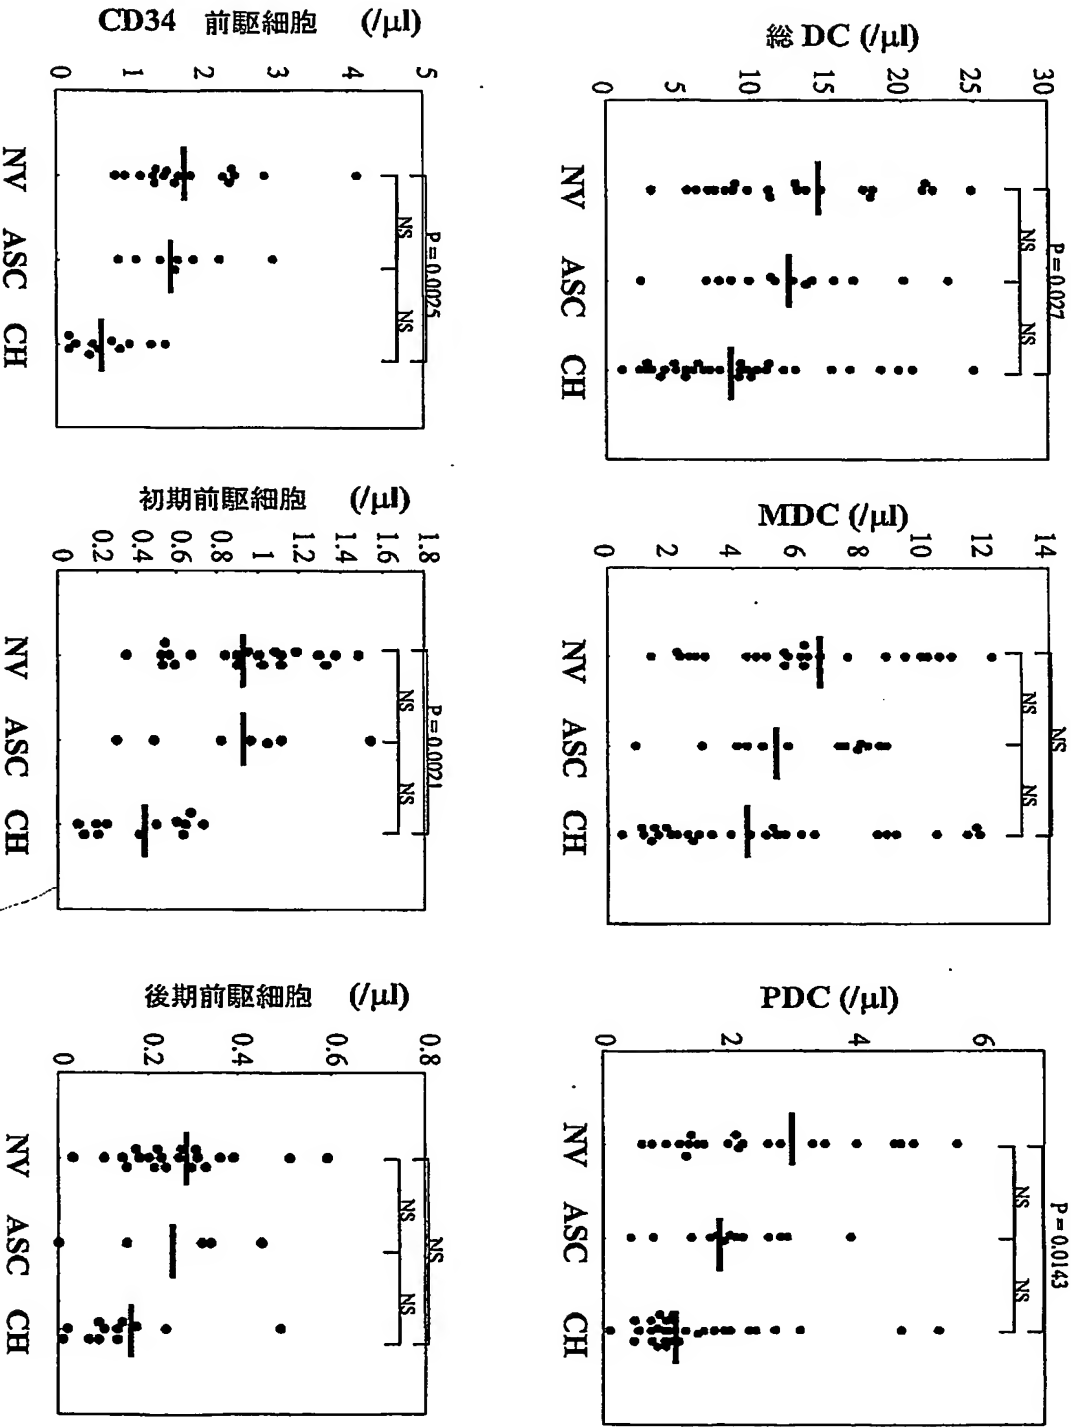 総 DC (/μl)
30
25
20
15
10
5
0
P = 0.027
NS
NS
NV
ASC
CH
MDC (/μl)
14
12
10
8
6
4
2
0
NS
NS
NS
NV
ASC
CH
PDC (/μl)
6
4
2
0
P = 0.0143
NS
NS
NV
ASC
CH
CD34 前駆細胞 (/μl)
5
4
3
2
1
0
P = 0.0025
NS
NS
NV
ASC
CH
初期前駆細胞 (/μl)
1.8
1.6
1.4
1.2
1
0.8
0.6
0.4
0.2
0
P = 0.0021
NS
NS
NV
ASC
CH
後期前駆細胞 (/μl)
0.8
0.6
0.4
0.2
0
NS
NS
NS
NV
ASC
CH